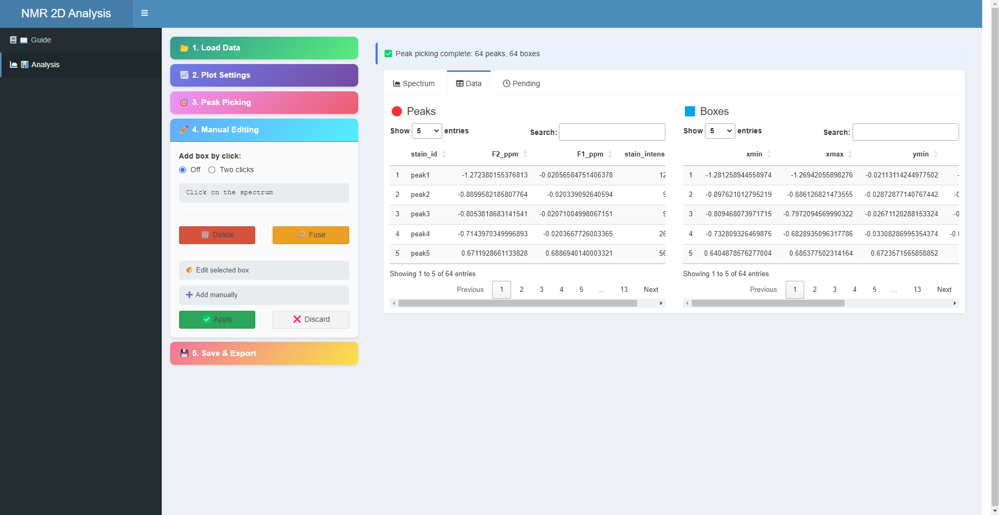 NMR 2D Analysis
Guide
Analysis
1. Load Data
2. Plot Settings
3. Peak Picking
4. Manual Editing
Add box by click:
Off Two clicks
Click on the spectrum
Delete Fuse
Edit selected box
Add manually
Apply Discard
5. Save & Export
Peak picking complete: 64 peaks, 64 boxes
Spectrum Data Pending
Peaks
Show 5 entries Search:
stain_id F2_ppm F1_ppm stain_intens
1 peak1 -1.272380155376813 -0.02056584751406378 12
2 peak2 -0.8899582185807764 -0.020339092640594 9
3 peak3 -0.8053818683141541 -0.02071004998067151 9
4 peak4 -0.7143970349996893 -0.0203667726003365 26
5 peak5 0.6711928661133828 0.6886940140003321 56
Showing 1 to 5 of 64 entries
Previous 1 2 3 4 5 … 13 Next
Boxes
Show 5 entries Search:
xmin xmax ymin
1 -1.281258944558974 -1.26942055898276 -0.02113114244977502 -
2 -0.897621012795219 -0.886126821473555 -0.02872877140767442 -0
3 -0.809468073971715 -0.7972094569990322 -0.02671120288153324 -0
4 -0.732809326469875 -0.6828935096317786 -0.03308286995354374 -0.0
5 0.6404878576277004 0.685377502314164 0.6723571565858852
Showing 1 to 5 of 64 entries
Previous 1 2 3 4 5 … 13 Next